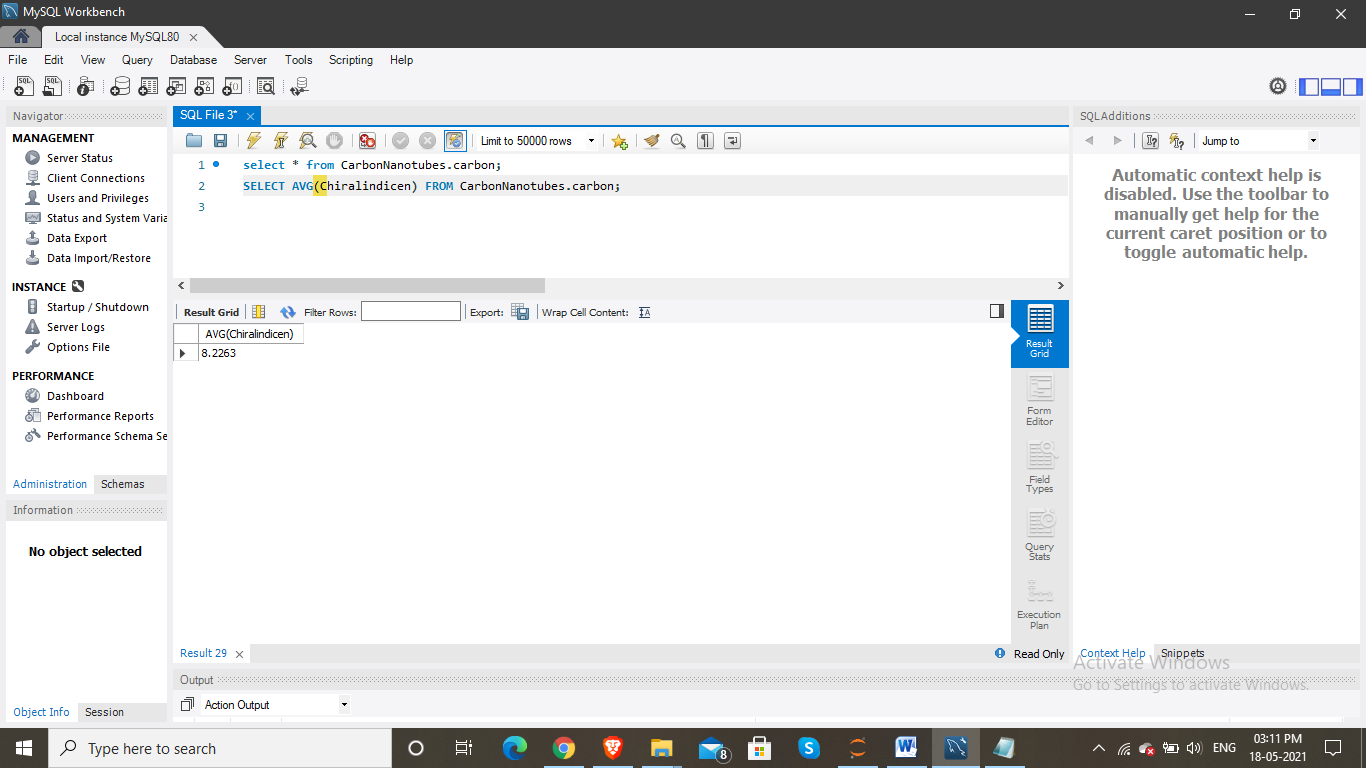 MySQL Workbench
Local instance MySQL80
File Edit View Query Database Server Tools Scripting Help
Navigator
MANAGEMENT
Server Status
Client Connections
Users and Privileges
Status and System Varia
Data Export
Data Import/Restore
INSTANCE
Startup / Shutdown
Server Logs
Options File
PERFORMANCE
Dashboard
Performance Reports
Performance Schema Se
Administration Schemas
Information
No object selected
Object Info Session
SQL File 3*
Limit to 50000 rows
1 select * from CarbonNanotubes.carbon;
2 SELECT AVG(Chiralindicen) FROM CarbonNanotubes.carbon;
3
Result Grid Filter Rows: Export: Wrap Cell Content:
AVG(Chiralindicen)
8.2263
Result
Grid
Form
Editor
Field
Types
Query
Stats
Execution
Plan
Result 29
Read Only
Output
Action Output
SQLAdditions
Jump to
Automatic context help is
disabled. Use the toolbar to
manually get help for the
current caret position or to
toggle automatic help.
Context Help Snippets
Activate Windows
Go to Settings to activate Windows.
Type here to search
8
ENG
03:11 PM
18-05-2021